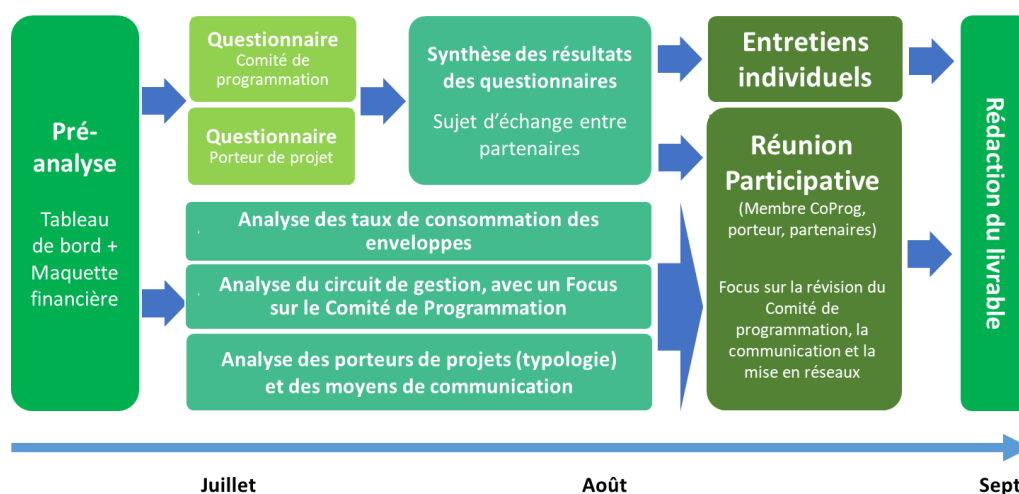 Pré-
analyse
Tableau
de bord +
Maquette
financière
Questionnaire
Comité de
programmation
Questionnaire
Porteur de projet
Synthèse des résultats
des questionnaires
Sujet d’échange entre
partenaires
Analyse des taux de consommation des
enveloppes
Analyse du circuit de gestion, avec un Focus
sur le Comité de Programmation
Analyse des porteurs de projets (typologie)
et des moyens de communication
Entretiens
individuels
Réunion
Participative
(Membre CoProg,
porteur, partenaires)
Focus sur la révision du
Comité de
programmation, la
communication et la
mise en réseaux
Rédaction du livrable
Juillet
Août
Sept